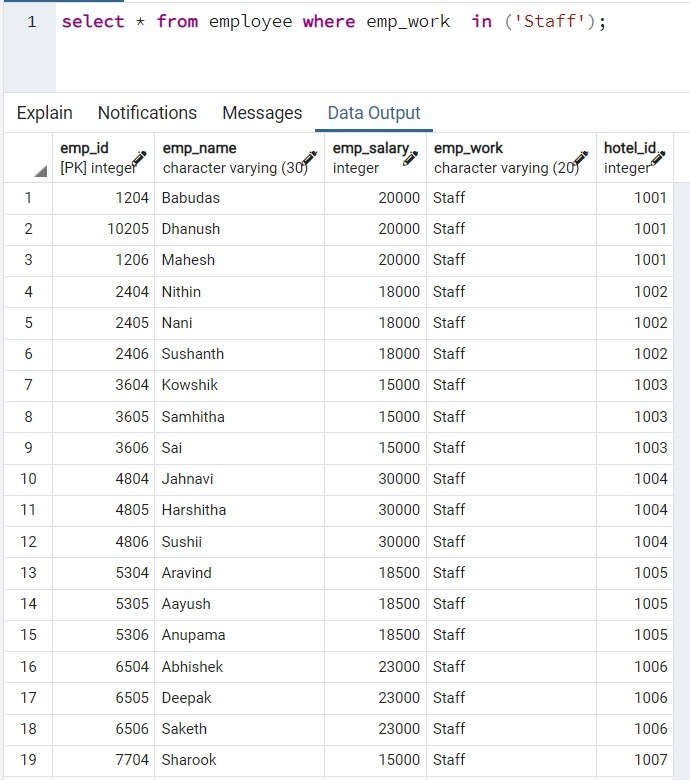 1 select * from employee where emp_work  in ('Staff');
Explain Notifications Messages Data Output
emp_id emp_name emp_salary emp_work hotel_id
[PK] integer character varying (30) integer character varying (20) integer
1 1204 Babudas 20000 Staff 1001
2 10205 Dhanush 20000 Staff 1001
3 1206 Mahesh 20000 Staff 1001
4 2404 Nithin 18000 Staff 1002
5 2405 Nani 18000 Staff 1002
6 2406 Sushanth 18000 Staff 1002
7 3604 Kowshik 15000 Staff 1003
8 3605 Samhitha 15000 Staff 1003
9 3606 Sai 15000 Staff 1003
10 4804 Jahnavi 30000 Staff 1004
11 4805 Harshitha 30000 Staff 1004
12 4806 Sushii 30000 Staff 1004
13 5304 Aravind 18500 Staff 1005
14 5305 Aayush 18500 Staff 1005
15 5306 Anupama 18500 Staff 1005
16 6504 Abhishek 23000 Staff 1006
17 6505 Deepak 23000 Staff 1006
18 6506 Saketh 23000 Staff 1006
19 7704 Sharook 15000 Staff 1007